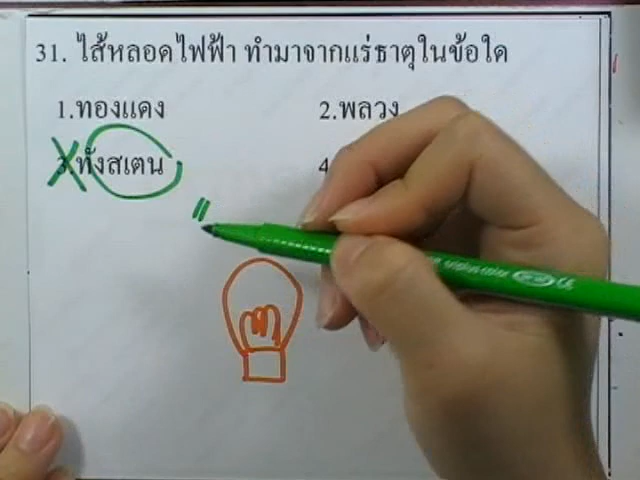 31. ไส้หลอดไฟฟ้า ทำมาจากแร่ธาตุในข้อใด
1.ทองแดง 2.พลวง
3.ทังสเตน 4
"